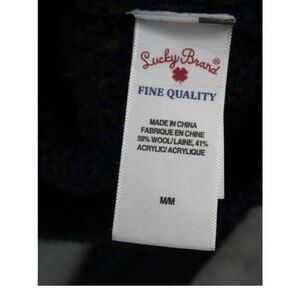 Lucky Brand®
FINE QUALITY
MADE IN CHINA
FABRIQUE EN CHINE
59% WOOL/LAINE, 41%
ACRYLIC/ACRYLIQUE
M/M